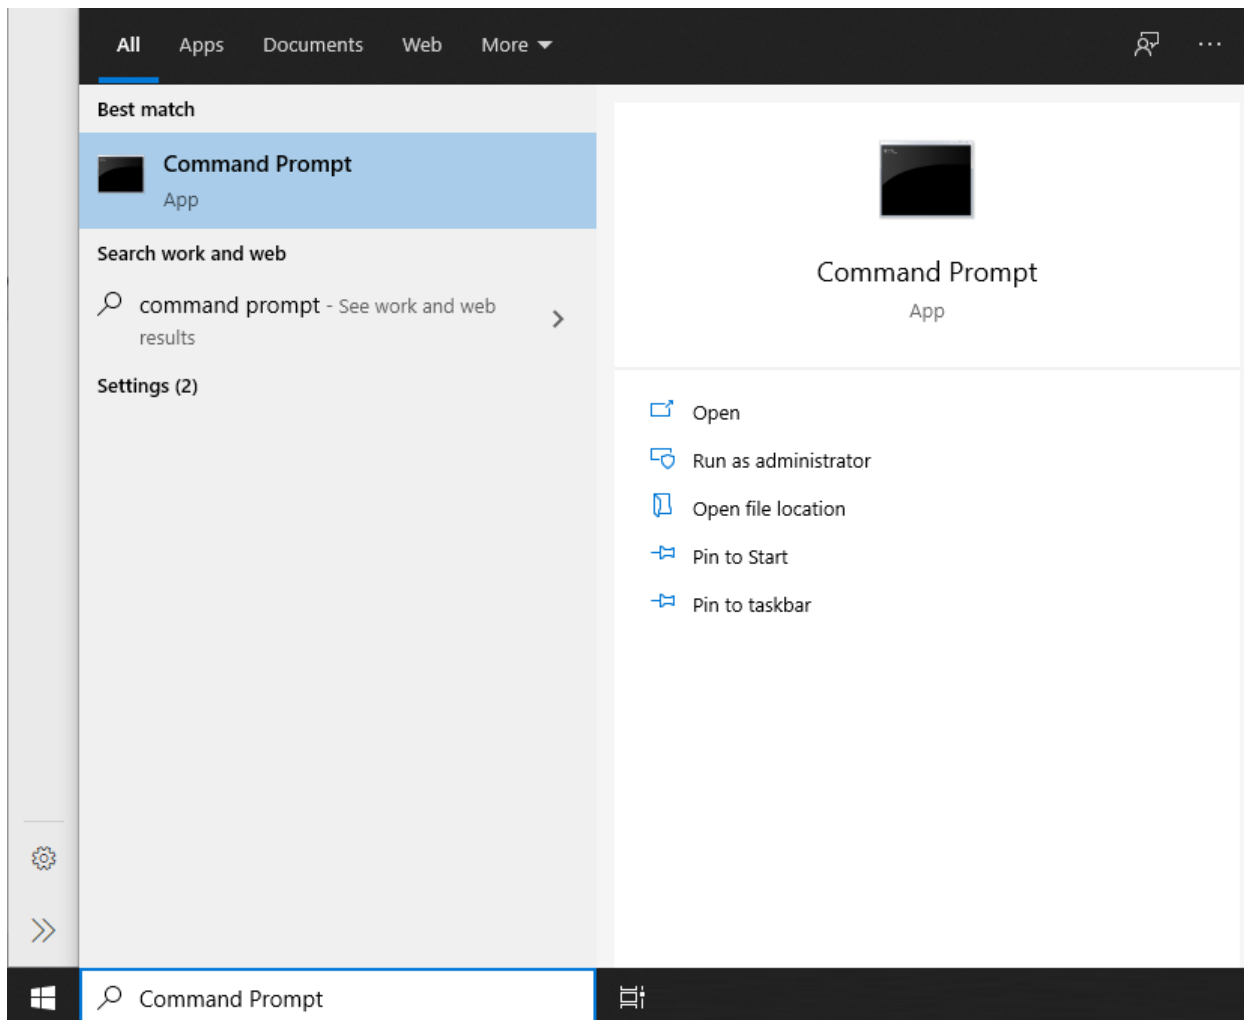 All Apps Documents Web More
Best match
Command Prompt
App
Search work and web
command prompt - See work and web
results
Settings (2)
Command Prompt
App
Open
Run as administrator
Open file location
Pin to Start
Pin to taskbar
Command Prompt